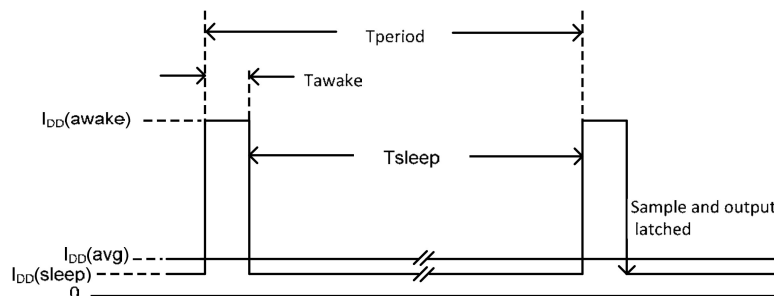 Tperiod
Tawake
IDD(awake)
Tsleep
Sample and output
latched
IDD(avg)
IDD(sleep)
0